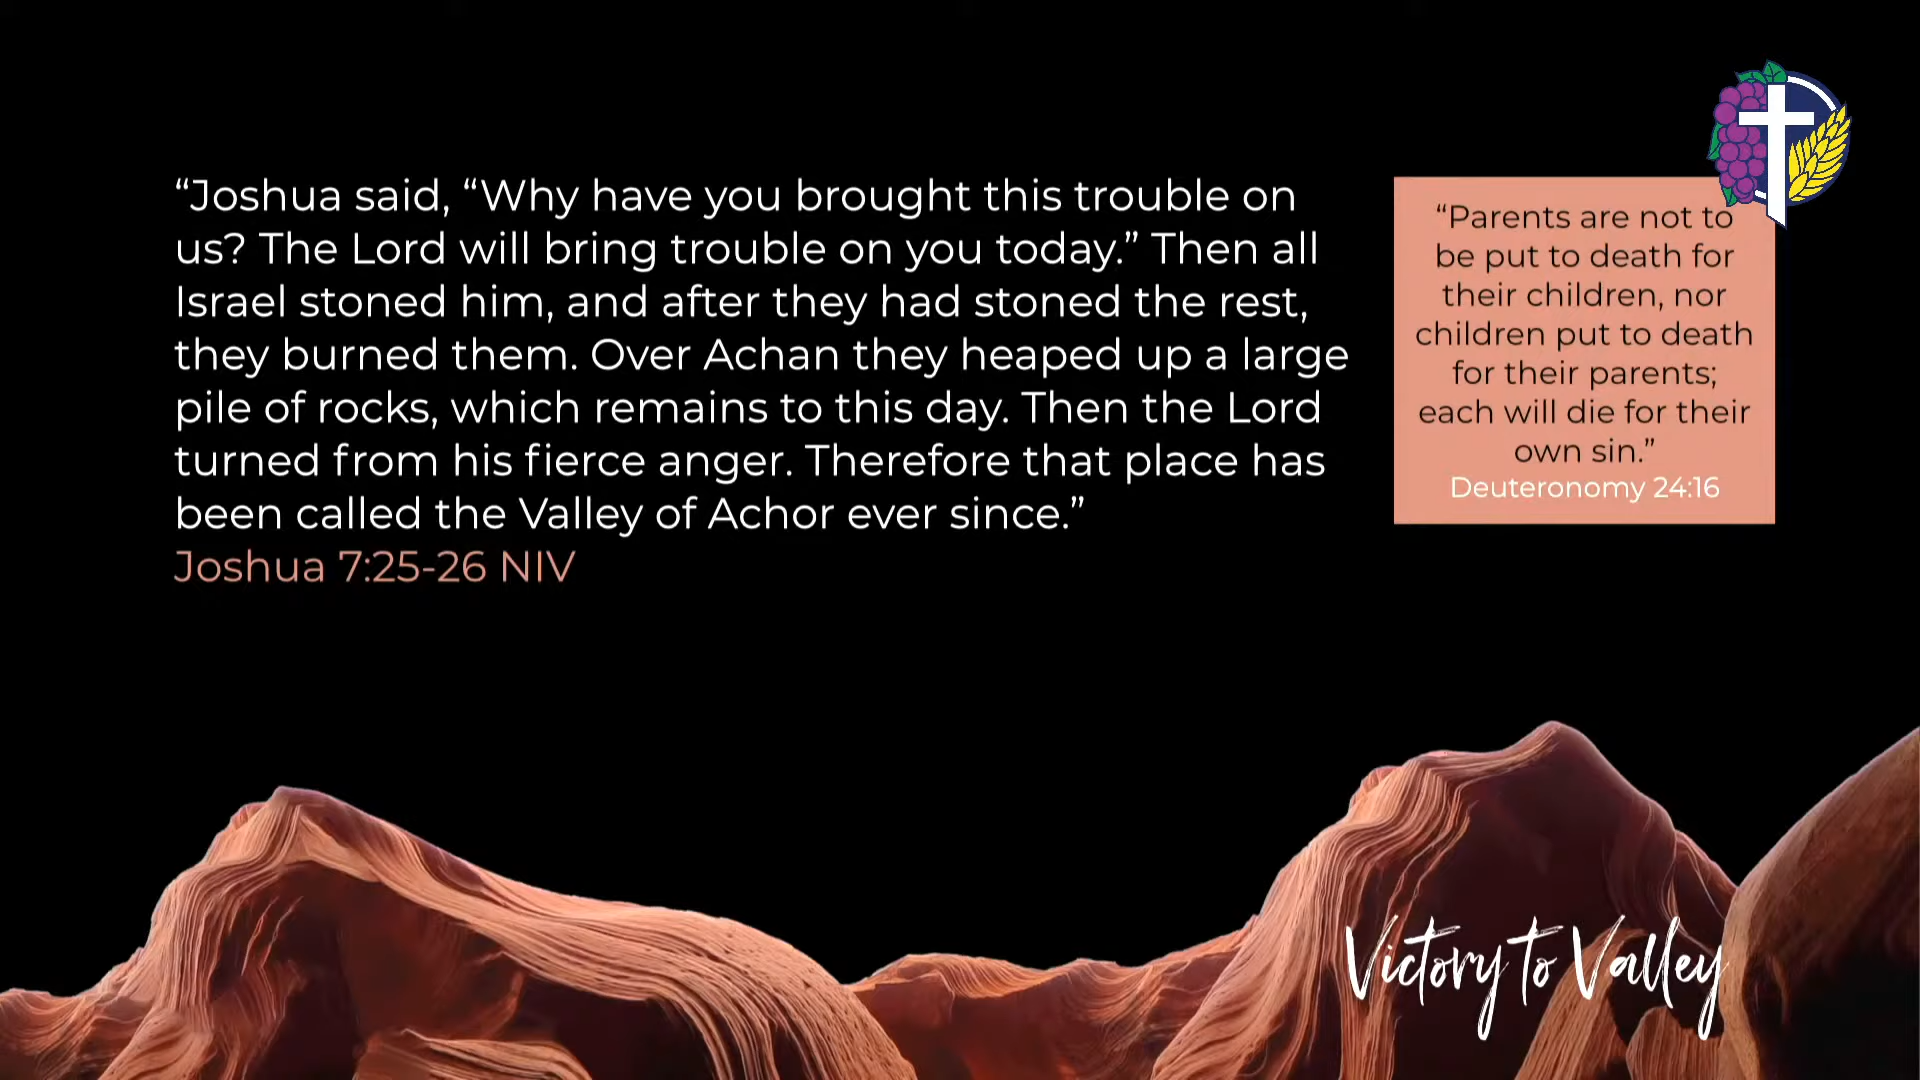 “Joshua said, “Why have you brought this trouble on
us? The Lord will bring trouble on you today.” Then all
Israel stoned him, and after they had stoned the rest,
they burned them. Over Achan they heaped up a large
pile of rocks, which remains to this day. Then the Lord
turned from his fierce anger. Therefore that place has
been called the Valley of Achor ever since.”
Joshua 7:25-26 NIV
“Parents are not to
be put to death for
their children, nor
children put to death
for their parents;
each will die for their
own sin.”
Deuteronomy 24:16
Victory to Valley